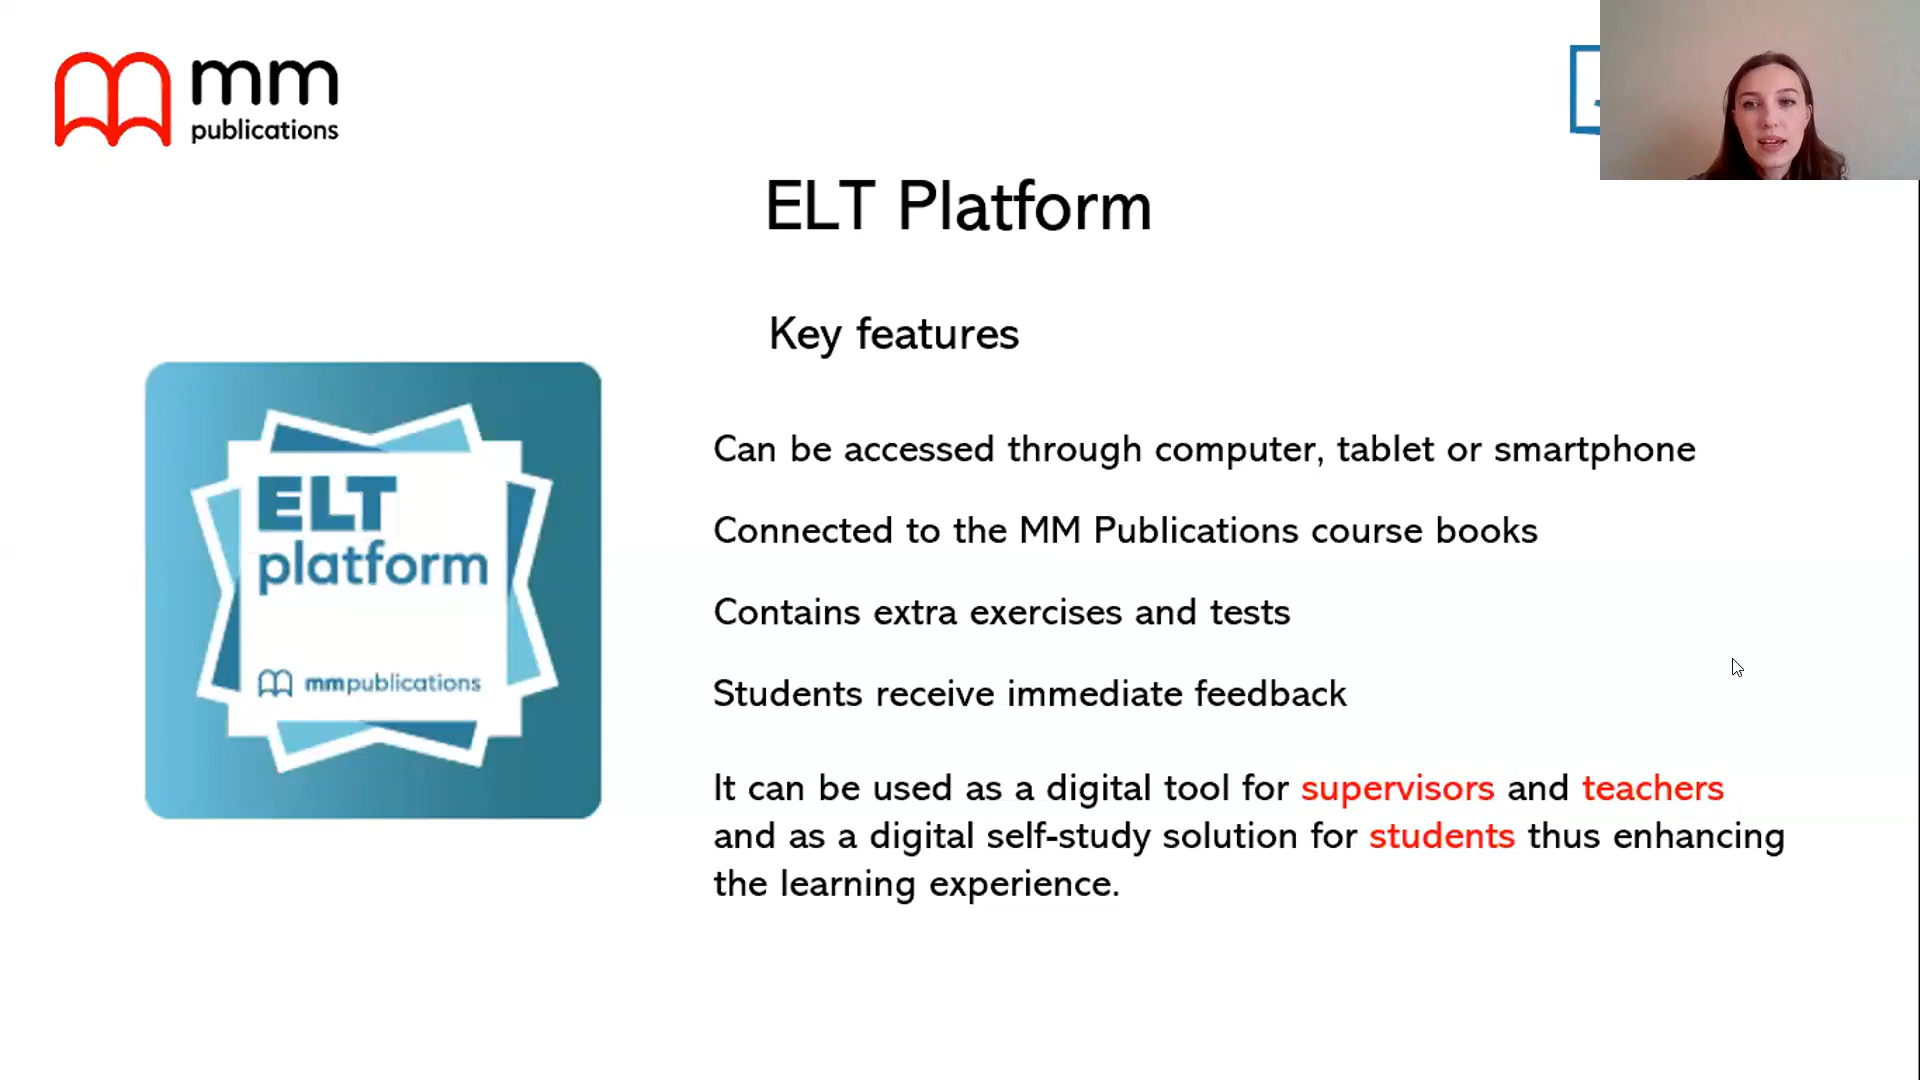 mm
publications
ELT Platform
Key features
ELT
platform
mmpublications
Can be accessed through computer, tablet or smartphone
Connected to the MM Publications course books
Contains extra exercises and tests
Students receive immediate feedback
It can be used as a digital tool for supervisors and teachers
and as a digital self-study solution for students thus enhancing
the learning experience.